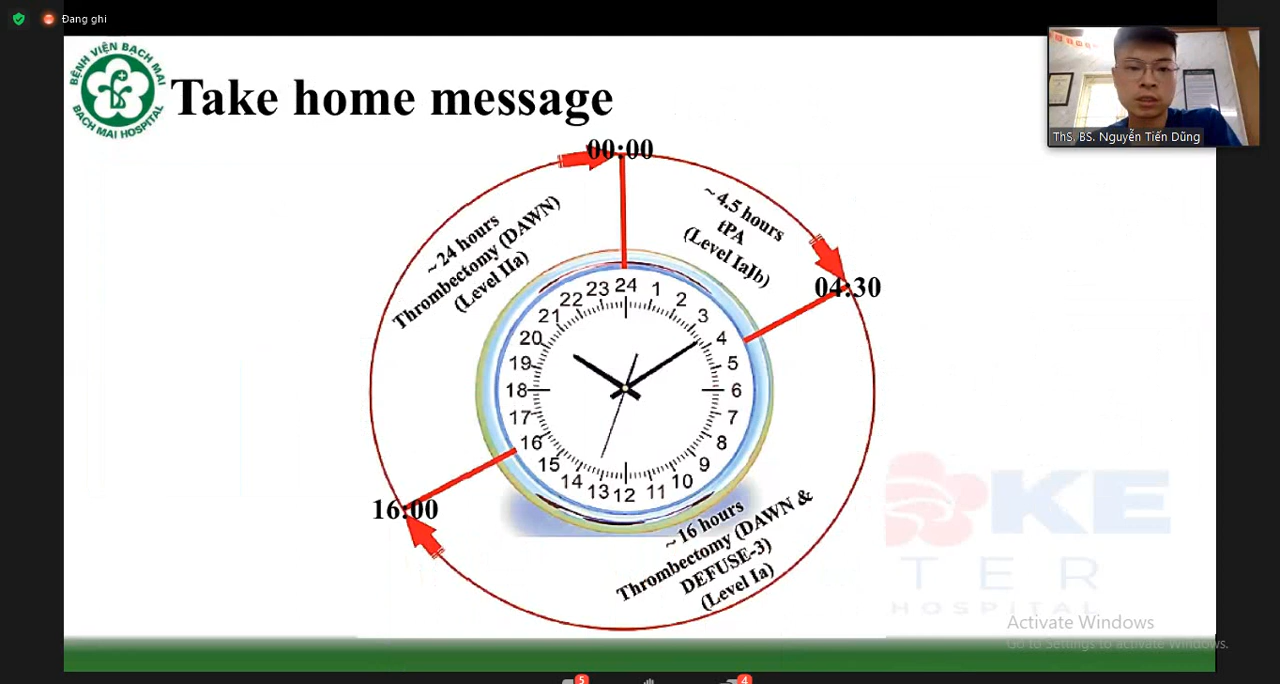 Đang ghi
BỆNH VIỆN BẠCH MAI
BACH MAI HOSPITAL
Take home message
ThS. BS. Nguyễn Tiến Dũng
00:00
~ 4.5 hours
tPA
(Level IaJb)
04:30
~ 24 hours
Thrombectomy (DAWN)
(Level IIa)
24
1
2
3
4
5
6
7
8
9
10
11
12
13
14
15
16
17
18
19
20
21
22
23
16:00
~ 16 hours
Thrombectomy (DAWN &
DEFUSE-3)
(Level Ia)
KE
TER
HOSPITAL
Activate Windows
Go to Settings to activate Windows.
5
4